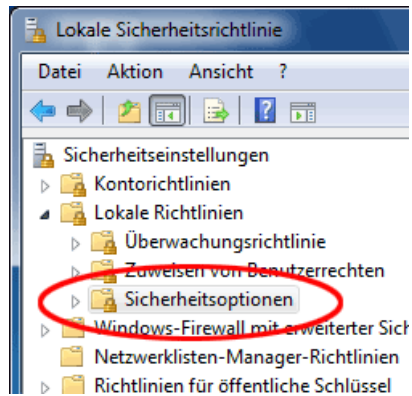 Lokale Sicherheitsrichtlinie
Datei Aktion Ansicht ?
Sicherheitseinstellungen
Kontorichtlinien
Lokale Richtlinien
Überwachungsrichtlinie
Zuweisen von Benutzerrechten
Sicherheitsoptionen
Windows-Firewall mit erweiterter Sich
Netzwerklisten-Manager-Richtlinien
Richtlinien für öffentliche Schlüssel